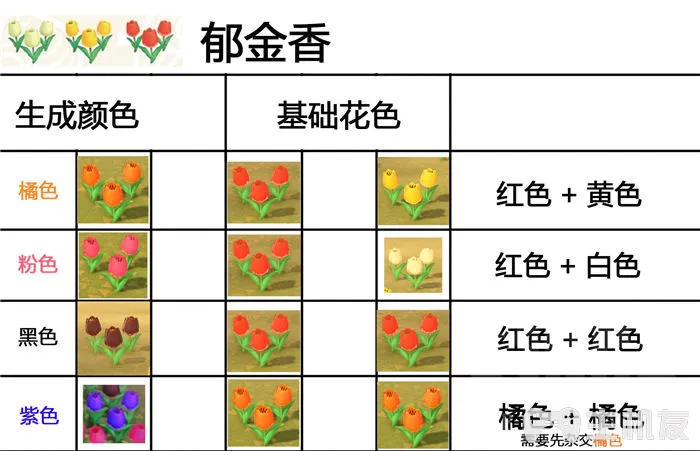 郁金香
生成颜色 基础花色
橘色 红色 + 黄色
粉色 红色 + 白色
黑色 红色 + 红色
紫色 橘色 + 橘色
需要先杂交橘色